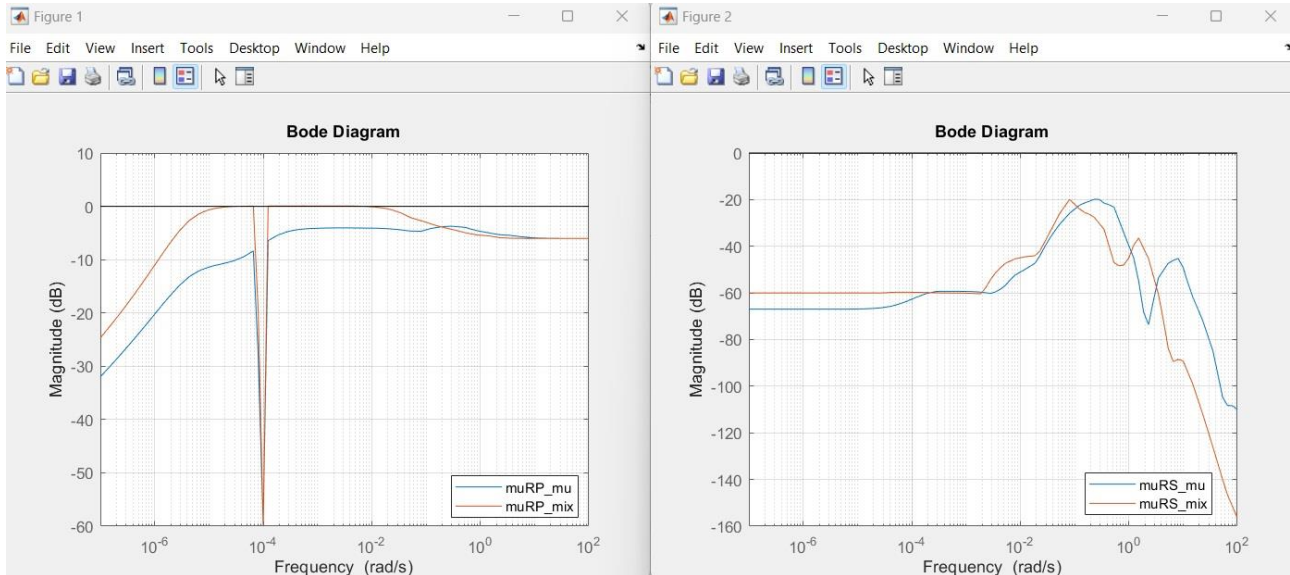 Figure 1
File Edit View Insert Tools Desktop Window Help
Bode Diagram
10
0
-10
-20
-30
-40
-50
-60
Magnitude (dB)
muRP_mu
muRP_mix
10^-6 10^-4 10^-2 10^0 10^2
Frequency (rad/s)
Figure 2
File Edit View Insert Tools Desktop Window Help
Bode Diagram
0
-20
-40
-60
-80
-100
-120
-140
-160
Magnitude (dB)
muRS_mu
muRS_mix
10^-6 10^-4 10^-2 10^0 10^2
Frequency (rad/s)